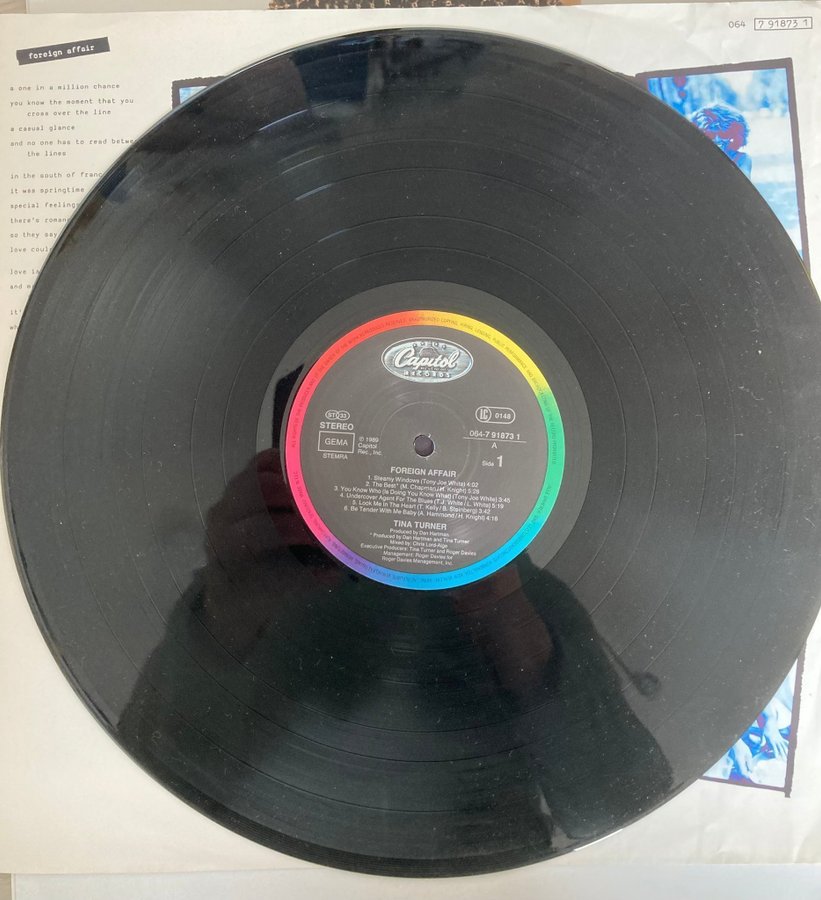 064 7 91873 1
foreign affair
a one in a million chance
you know the moment that you
cross over the line
a casual glance
and no one has to read
the lines
in the south of
it was springtime
special feelings
there's
so they say
love
love
and
it's
Capitol
RECORDS
ST 33
STEREO
GEMA
STEMRA
℗ 1989
Capitol
Rec., Inc.
LC 0148
064-7 91873 1
A
Side 1
FOREIGN AFFAIR
1. Steamy Windows (Tony Joe White) 4:02
2. The Best* (M. Chapman/H. Knight) 5:28
3. You Know Who (Is Doing You Know What) (Tony Joe White) 3:45
4. Undercover Agent For The Blues (T.J. White / L. White) 5:19
5. Look Me In The Heart (T. Kelly / B. Steinberg) 3:42
6. Be Tender With Me Baby (A. Hammond / H. Knight) 4:18
TINA TURNER
Produced by Dan Hartman
* Produced by Dan Hartman and Tina Turner
Mixed by: Chris Lord-Alge
Executive Producers: Tina Turner and Roger Davies
Management: Roger Davies for
Roger Davies Management, Inc.